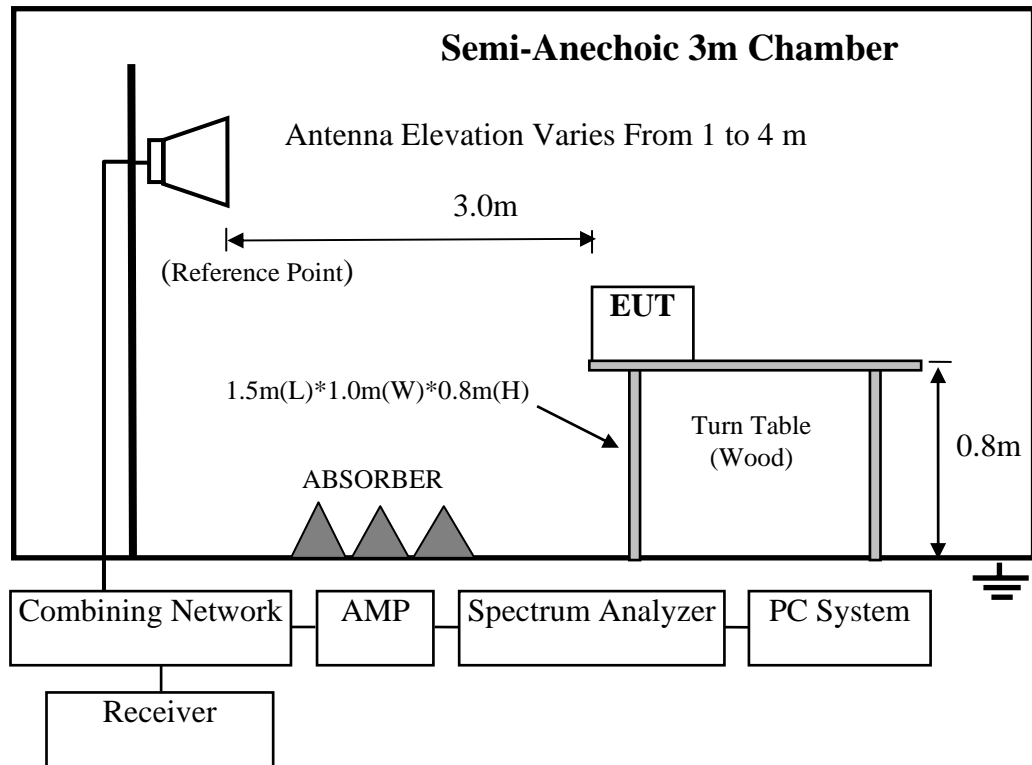 Semi-Anechoic 3m Chamber
Antenna Elevation Varies From 1 to 4 m
3.0m
(Reference Point)
EUT
1.5m(L)*1.0m(W)*0.8m(H)
Turn Table
(Wood)
0.8m
ABSORBER
Combining Network
AMP
Spectrum Analyzer
PC System
Receiver